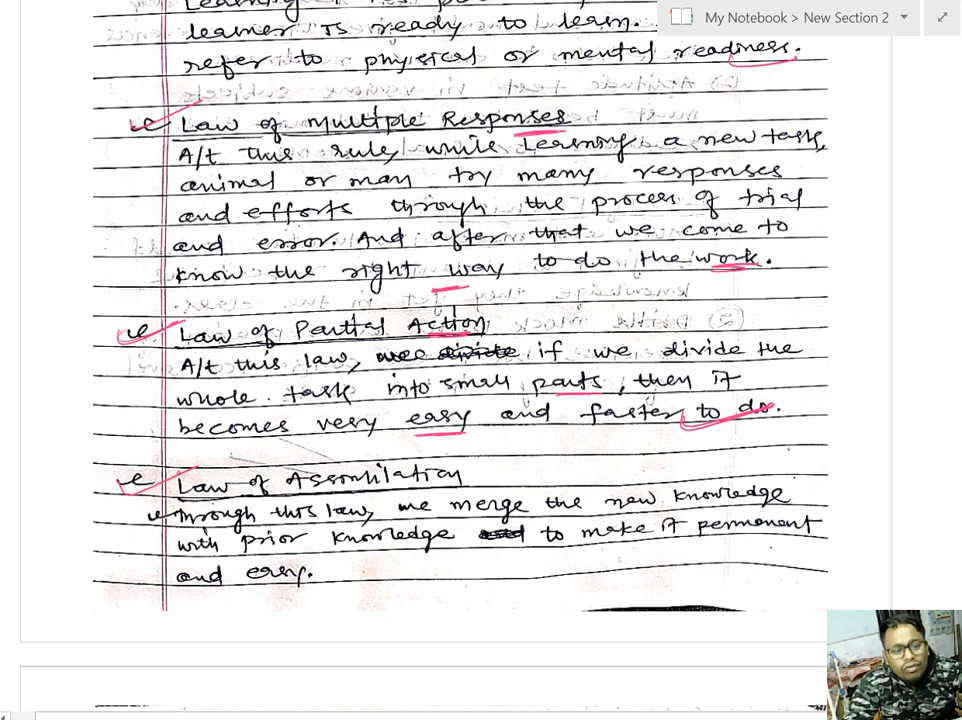 My Notebook > New Section 2
learner is ready to learn.
refer to physical or mental readiness.
Law of Multiple Responses
A/t this rule, while Learning a new task,
animal or man try many responses
and efforts through the process of trial
and error. And after that we come to
know the right way to do the work.
Law of Partial Action
A/t this law, if we divide the
whole task into small parts, then it
becomes very easy and faster to do.
Law of Assimilation
Through this law, we merge the new knowledge
with prior knowledge to make it permanent
and easy.